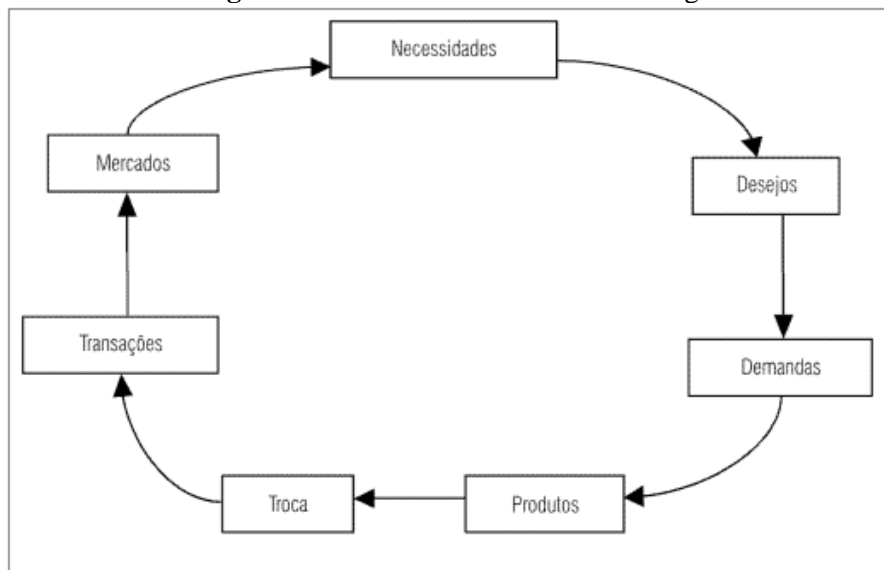 Necessidades
Desejos
Demandas
Produtos
Troca
Transações
Mercados